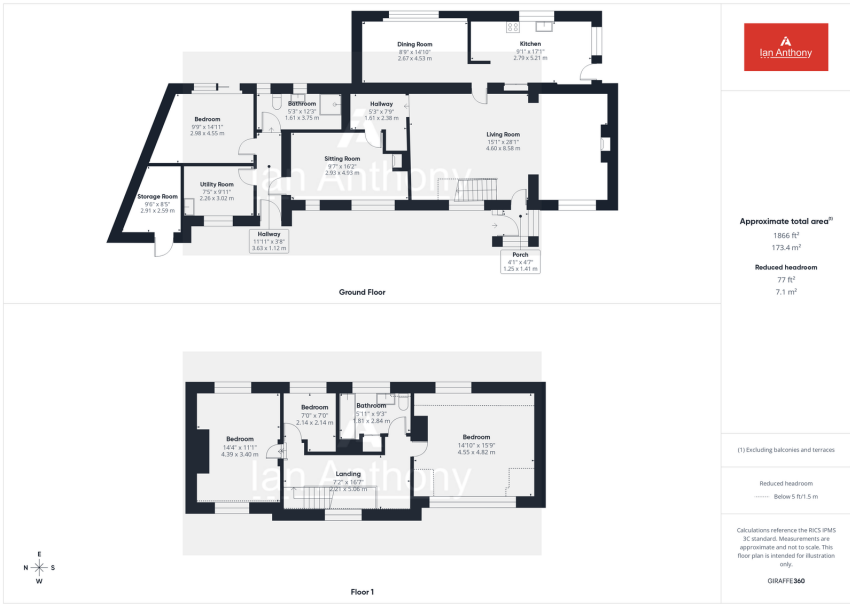 Dining Room
8'9" x 14'10"
2.67 x 4.53 m
Kitchen
9'1" x 17'1"
2.79 x 5.21 m
Bedroom
9'9" x 14'11"
2.98 x 4.55 m
Bathroom
5'3" x 12'3"
1.61 x 3.75 m
Hallway
5'3" x 7'9"
1.61 x 2.38 m
Living Room
15'1" x 28'1"
4.60 x 8.58 m
Sitting Room
9'7" x 16'2"
2.93 x 4.93 m
Utility Room
7'5" x 9'11"
2.26 x 3.02 m
Storage Room
9'6" x 8'5"
2.91 x 2.59 m
Hallway
11'11" x 3'8"
3.63 x 1.12 m
Porch
4'1" x 4'7"
1.25 x 1.41 m
Ian Anthony
Ground Floor
Bedroom
14'4" x 11'1"
4.39 x 3.40 m
Bedroom
7'0" x 7'0"
2.14 x 2.14 m
Bathroom
5'11" x 9'3"
1.81 x 2.84 m
Bedroom
14'10" x 15'9"
4.55 x 4.82 m
Landing
7'2" x 16'7"
2.21 x 5.06 m
Ian Anthony
Floor 1
E
N S
W
Ian Anthony
Approximate total area(1)
1866 ft²
173.4 m²
Reduced headroom
77 ft²
7.1 m²
(1) Excluding balconies and terraces
Reduced headroom
Below 5 ft/1.5 m
Calculations reference the RICS IPMS
3C standard. Measurements are
approximate and not to scale. This
floor plan is intended for illustration
only.
GIRAFFE360